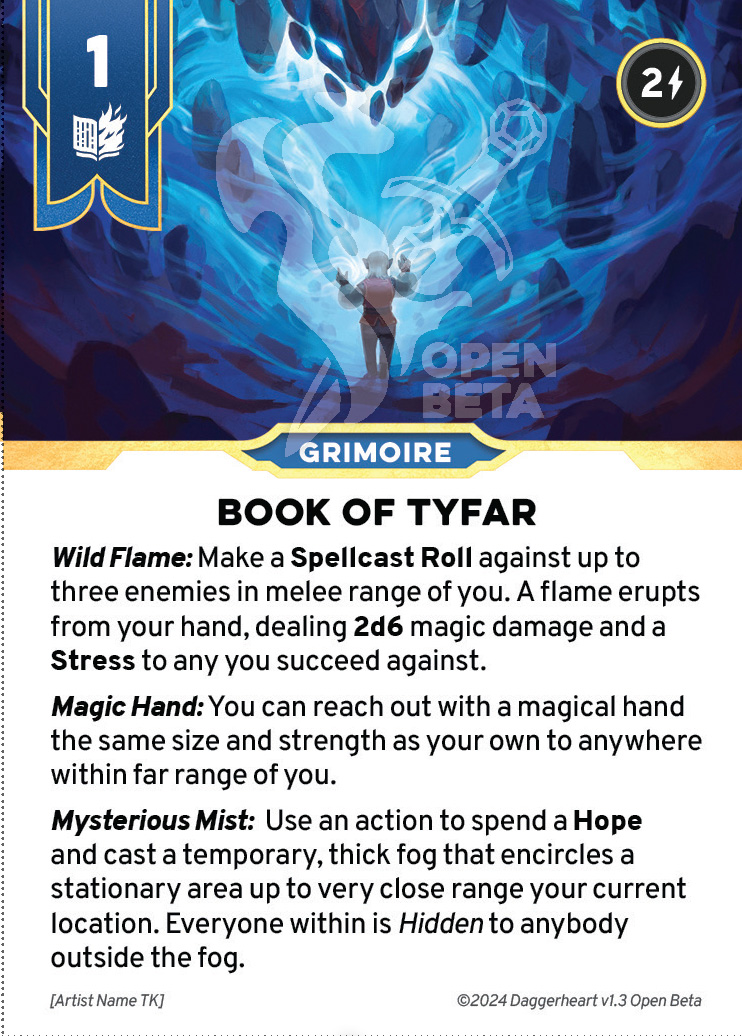 1
2
OPEN
BETA
GRIMOIRE
BOOK OF TYFAR
Wild Flame: Make a Spellcast Roll against up to
three enemies in melee range of you. A flame erupts
from your hand, dealing 2d6 magic damage and a
Stress to any you succeed against.
Magic Hand: You can reach out with a magical hand
the same size and strength as your own to anywhere
within far range of you.
Mysterious Mist: Use an action to spend a Hope
and cast a temporary, thick fog that encircles a
stationary area up to very close range your current
location. Everyone within is Hidden to anybody
outside the fog.
[Artist Name TK]
©2024 Daggerheart v1.3 Open Beta